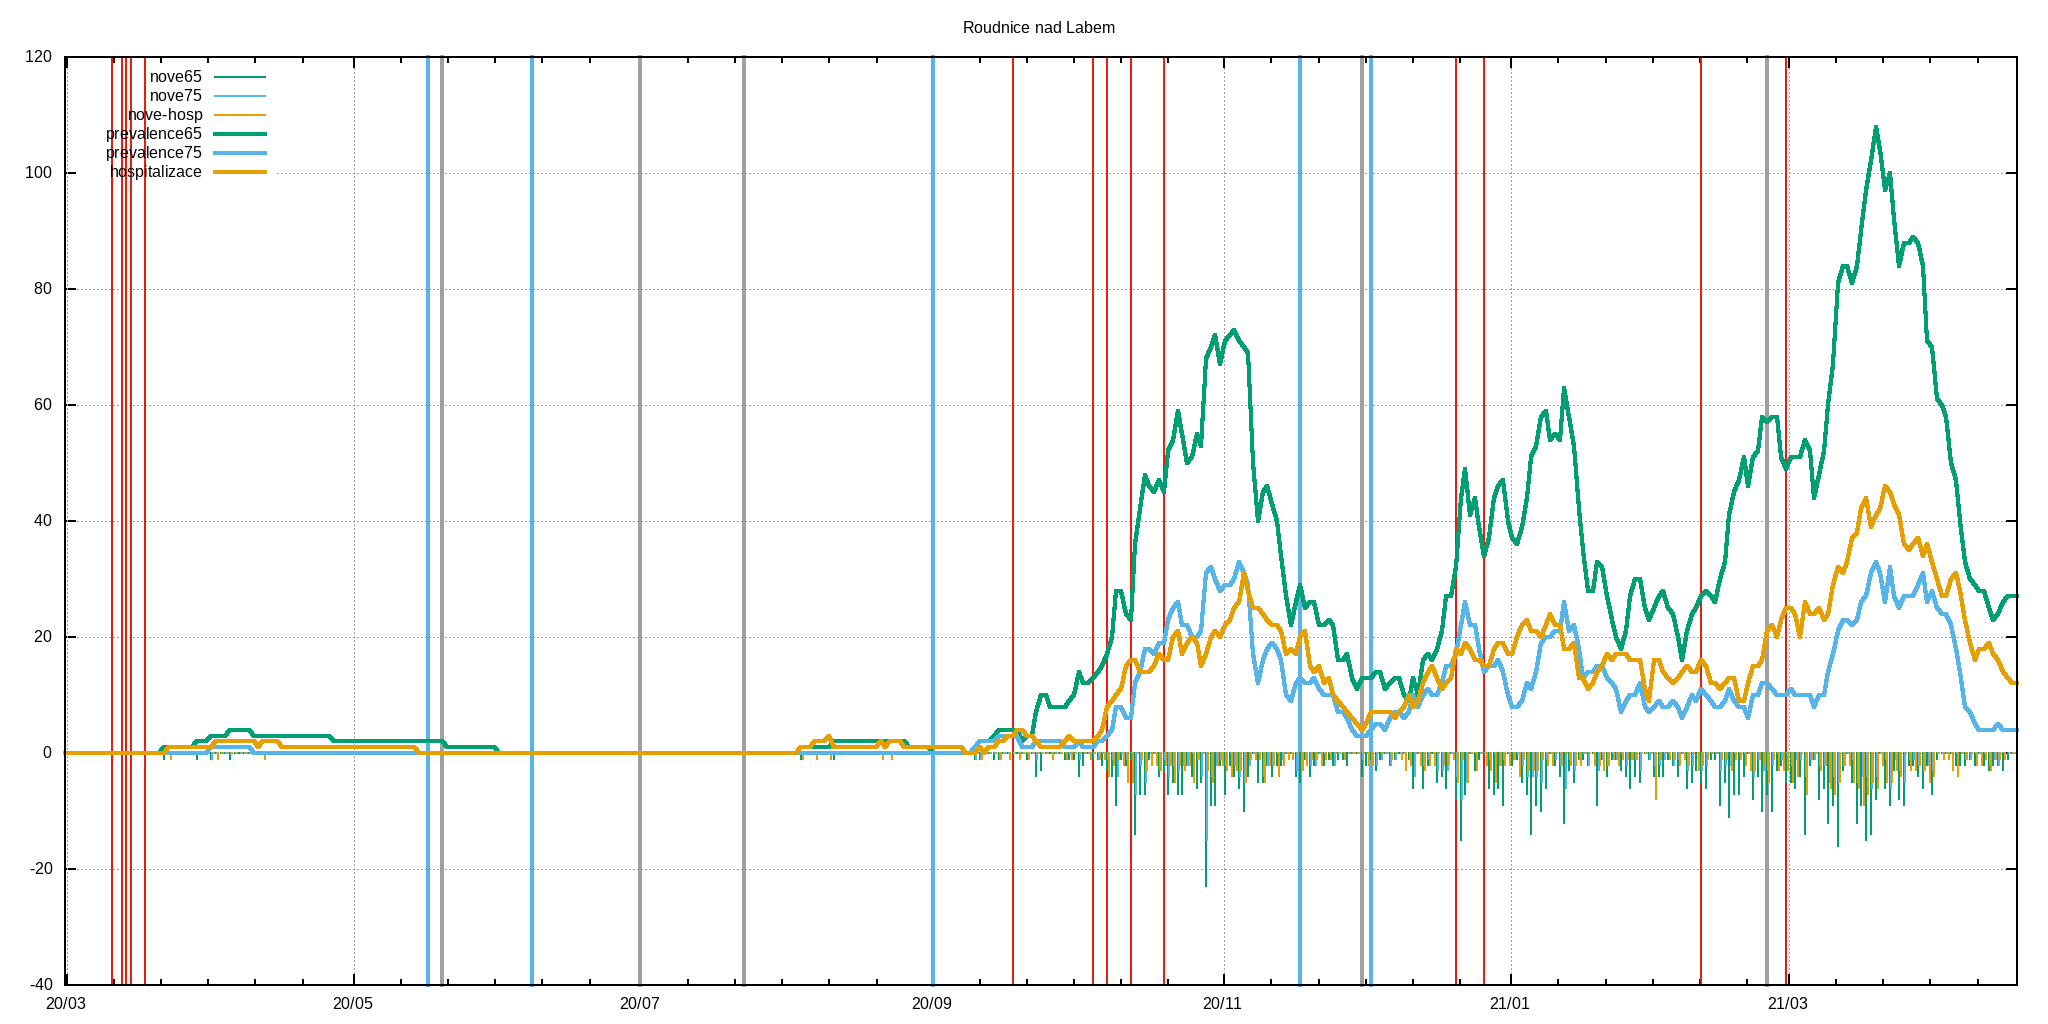 Roudnice nad Labem
120
100
80
60
40
20
0
-20
-40
nove65
nove75
nove-hosp
prevalence65
prevalence75
hospitalizace
20/03 20/05 20/07 20/09 20/11 21/01 21/03